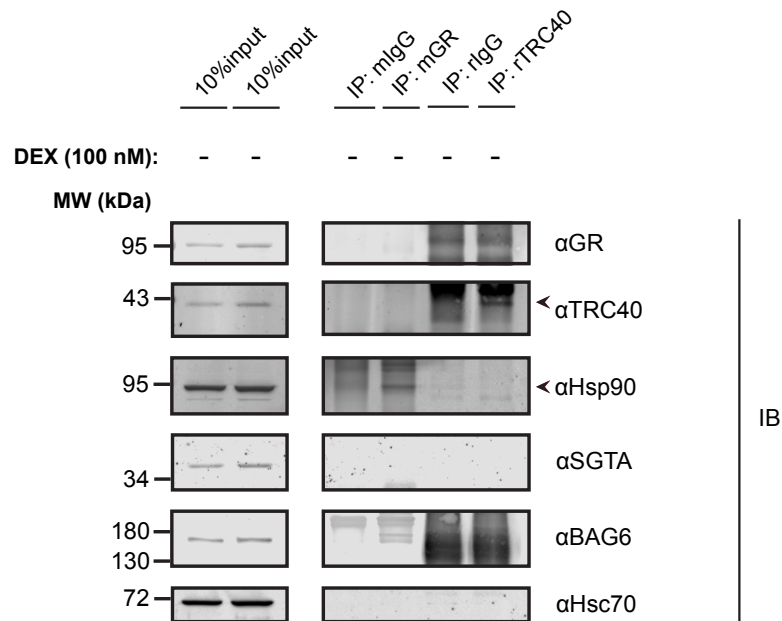 10%input
10%input
IP: mIgG
IP: mGR
IP: rIgG
IP: rTRC40
DEX (100 nM): - - - - - -
MW (kDa)
95 αGR
43 αTRC40
95 αHsp90
IB
34 αSGTA
180 αBAG6
130
72 αHsc70